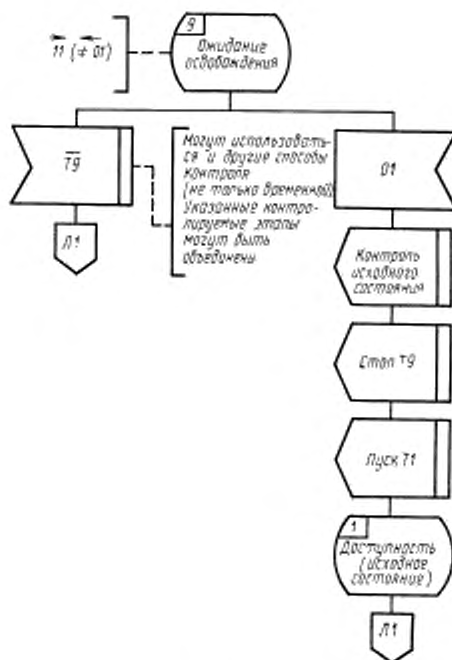 9
Ожидание
освобождения
11 (≠ 01)
T9
Могут использовать-
ся и другие способы
контроля
(не только временной).
Указанные контро-
лируемые этапы
могут быть
объединены
01
Л1
Контроль
исходного
состояния
Стоп T9
Пуск T1
1
Доступность
(исходное
состояние)
Л1